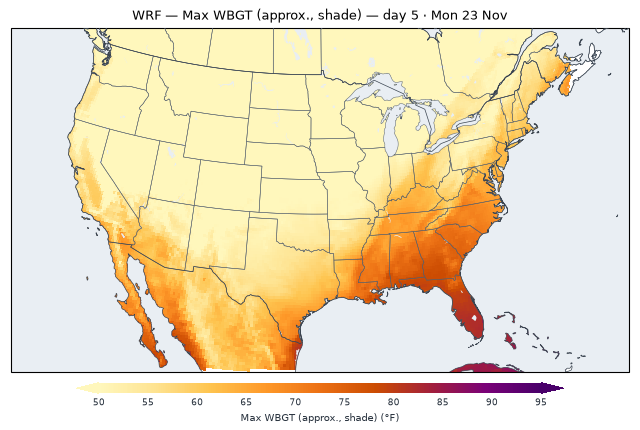 WRF — Max WBGT (approx., shade) — day 5 · Mon 23 Nov
50 55 60 65 70 75 80 85 90 95
Max WBGT (approx., shade) (°F)